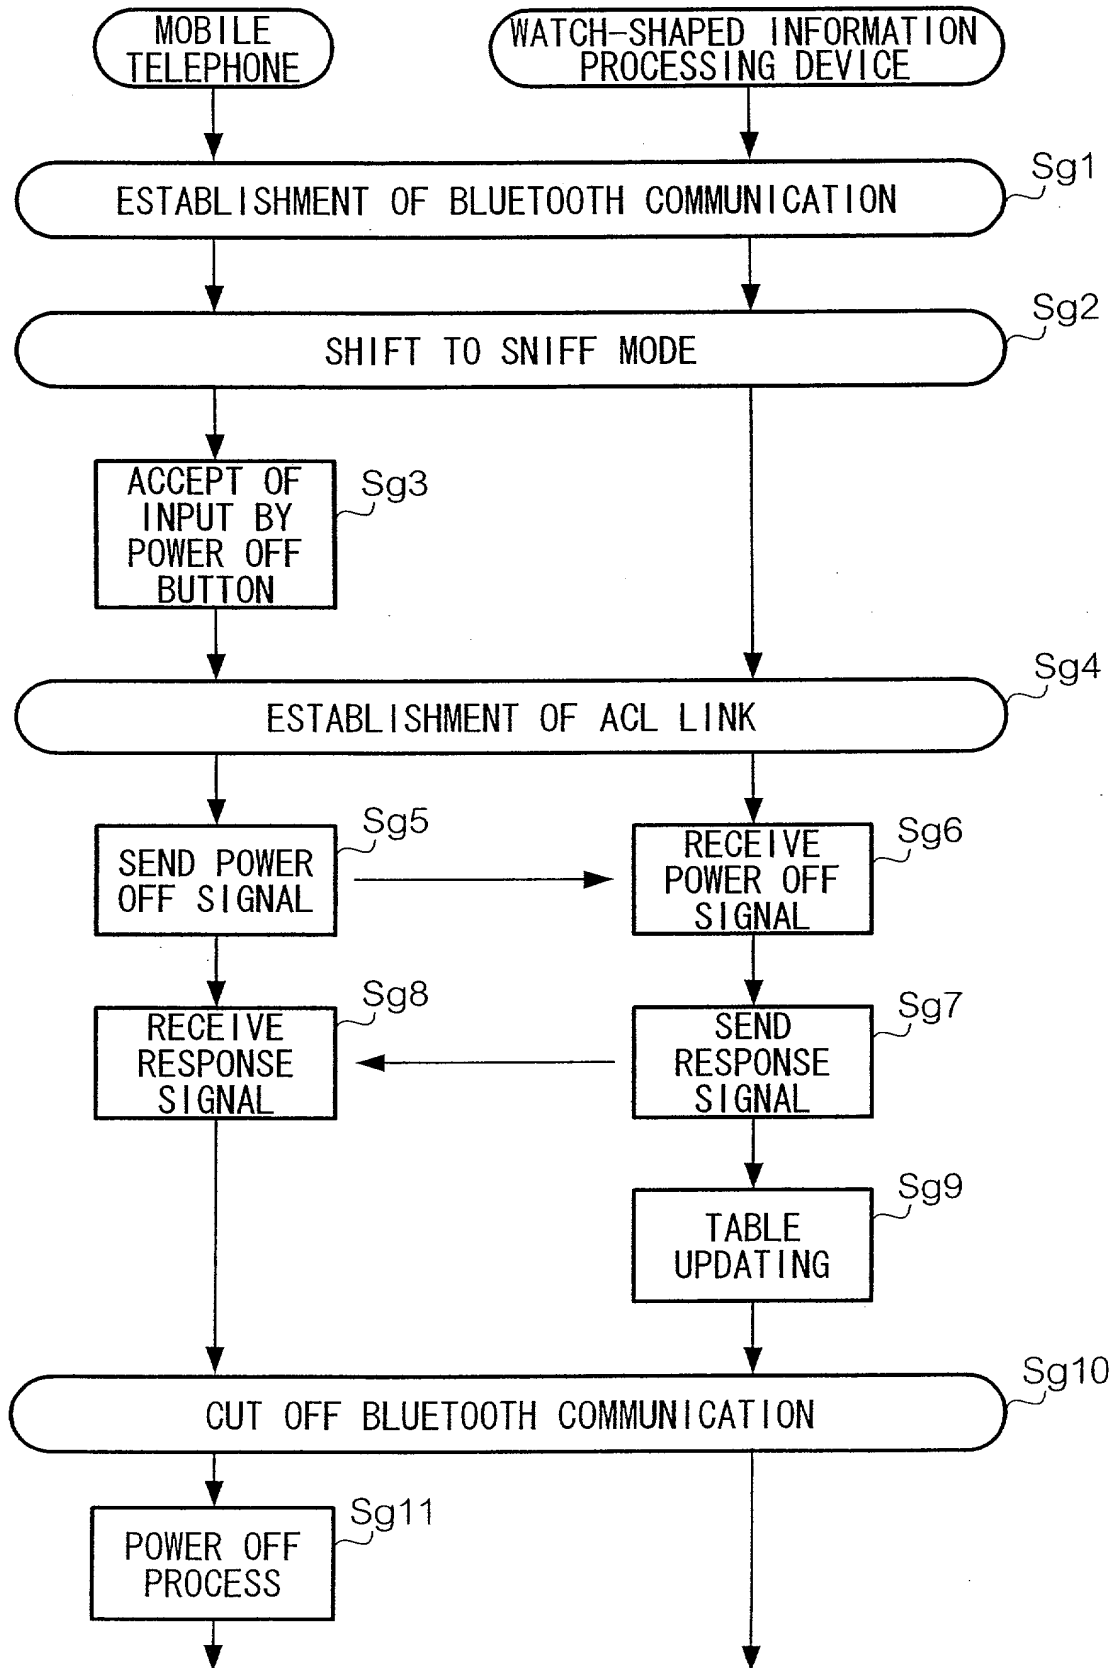 MOBILE
TELEPHONE
WATCH-SHAPED INFORMATION
PROCESSING DEVICE
Sg1
ESTABLISHMENT OF BLUETOOTH COMMUNICATION
Sg2
SHIFT TO SNIFF MODE
Sg3
ACCEPT OF
INPUT BY
POWER OFF
BUTTON
Sg4
ESTABLISHMENT OF ACL LINK
Sg5
SEND POWER
OFF SIGNAL
Sg6
RECEIVE
POWER OFF
SIGNAL
Sg8
RECEIVE
RESPONSE
SIGNAL
Sg7
SEND
RESPONSE
SIGNAL
Sg9
TABLE
UPDATING
Sg10
CUT OFF BLUETOOTH COMMUNICATION
Sg11
POWER OFF
PROCESS